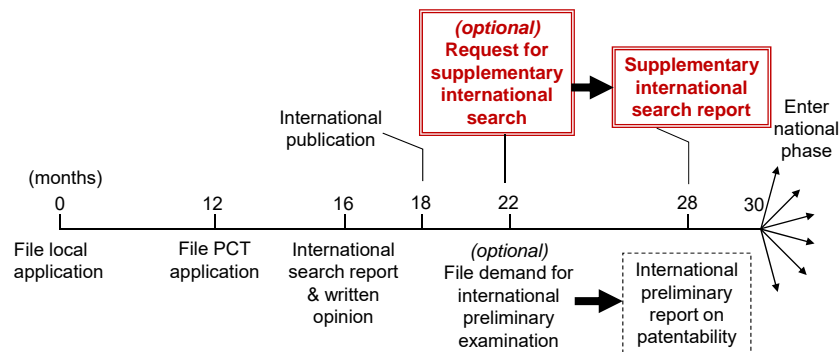 (optional)
Request for
supplementary
international
search
Supplementary
international
search report
International
publication
Enter
national
phase
(months)
0
12
16
18
22
28
30
File local
application
File PCT
application
International
search report
& written
opinion
(optional)
File demand for
international
preliminary
examination
International
preliminary
report on
patentability